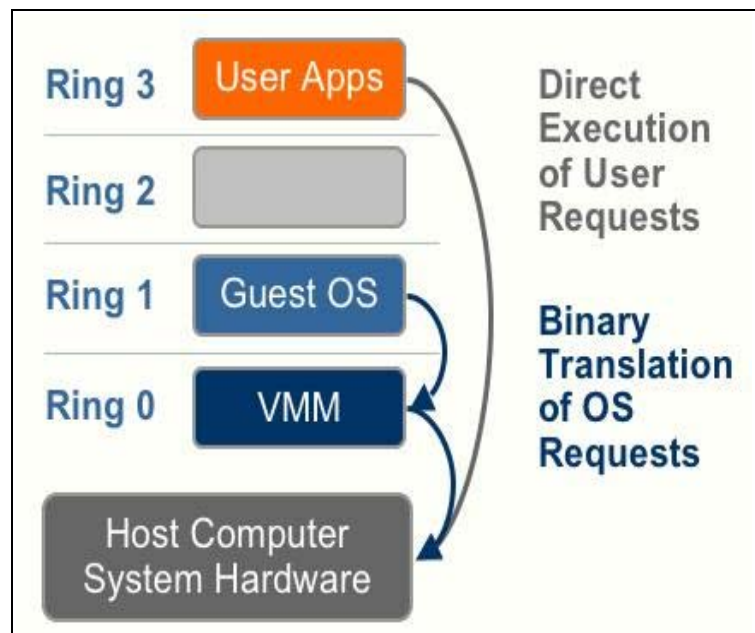 Ring 3
User Apps
Direct
Execution
of User
Requests
Ring 2
Ring 1
Guest OS
Binary
Translation
of OS
Requests
Ring 0
VMM
Host Computer
System Hardware